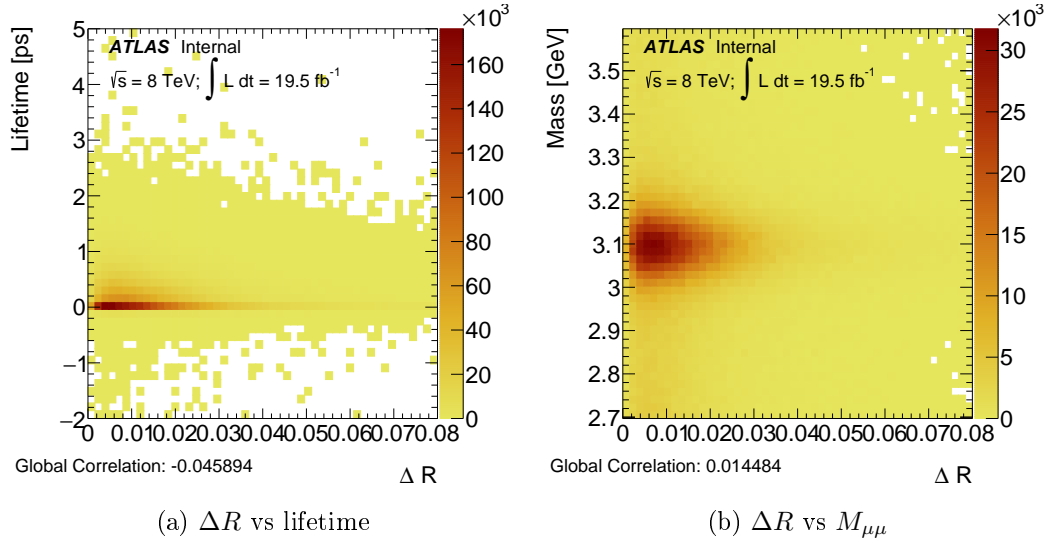 ×10³
ATLAS Internal
√s = 8 TeV; ∫ L dt = 19.5 fb⁻¹
Lifetime [ps]
5
4
3
2
1
0
−1
−2
0 0.01 0.02 0.03 0.04 0.05 0.06 0.07 0.08
160
140
120
100
80
60
40
20
0
Global Correlation: -0.045894
Δ R
(a) ΔR vs lifetime
×10³
ATLAS Internal
√s = 8 TeV; ∫ L dt = 19.5 fb⁻¹
Mass [GeV]
3.5
3.4
3.3
3.2
3.1
3
2.9
2.8
2.7
0 0.01 0.02 0.03 0.04 0.05 0.06 0.07 0.08
30
25
20
15
10
5
0
Global Correlation: 0.014484
Δ R
(b) ΔR vs Mμμ